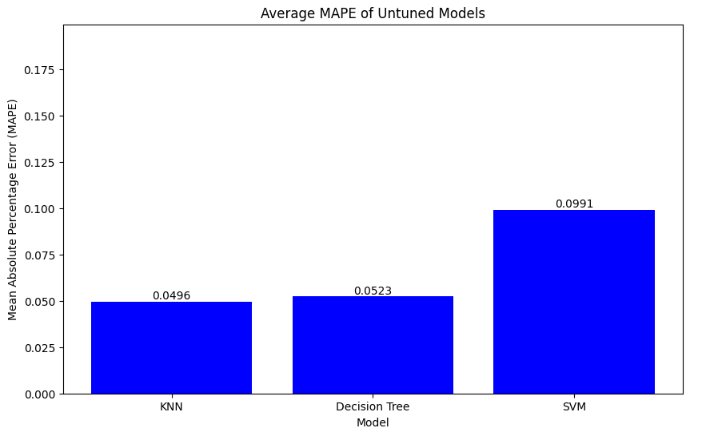 Average MAPE of Untuned Models
Mean Absolute Percentage Error (MAPE)
0.175
0.150
0.125
0.100
0.075
0.050
0.025
0.000
0.0496
0.0523
0.0991
KNN
Decision Tree
SVM
Model